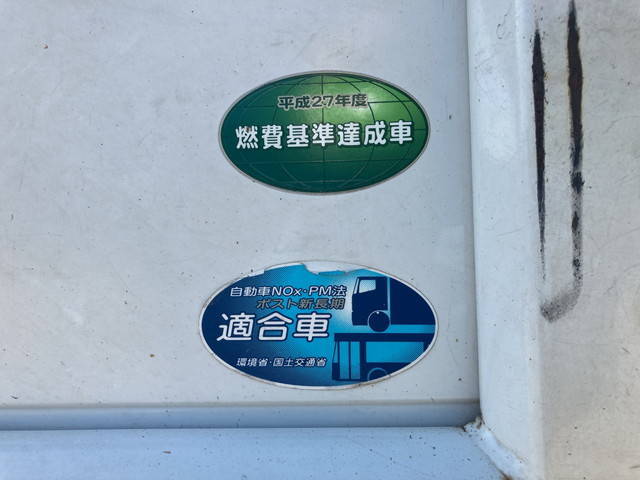 平成27年度
燃費基準達成車
自動車NOx・PM法
ポスト新長期
適合車
環境省・国土交通省